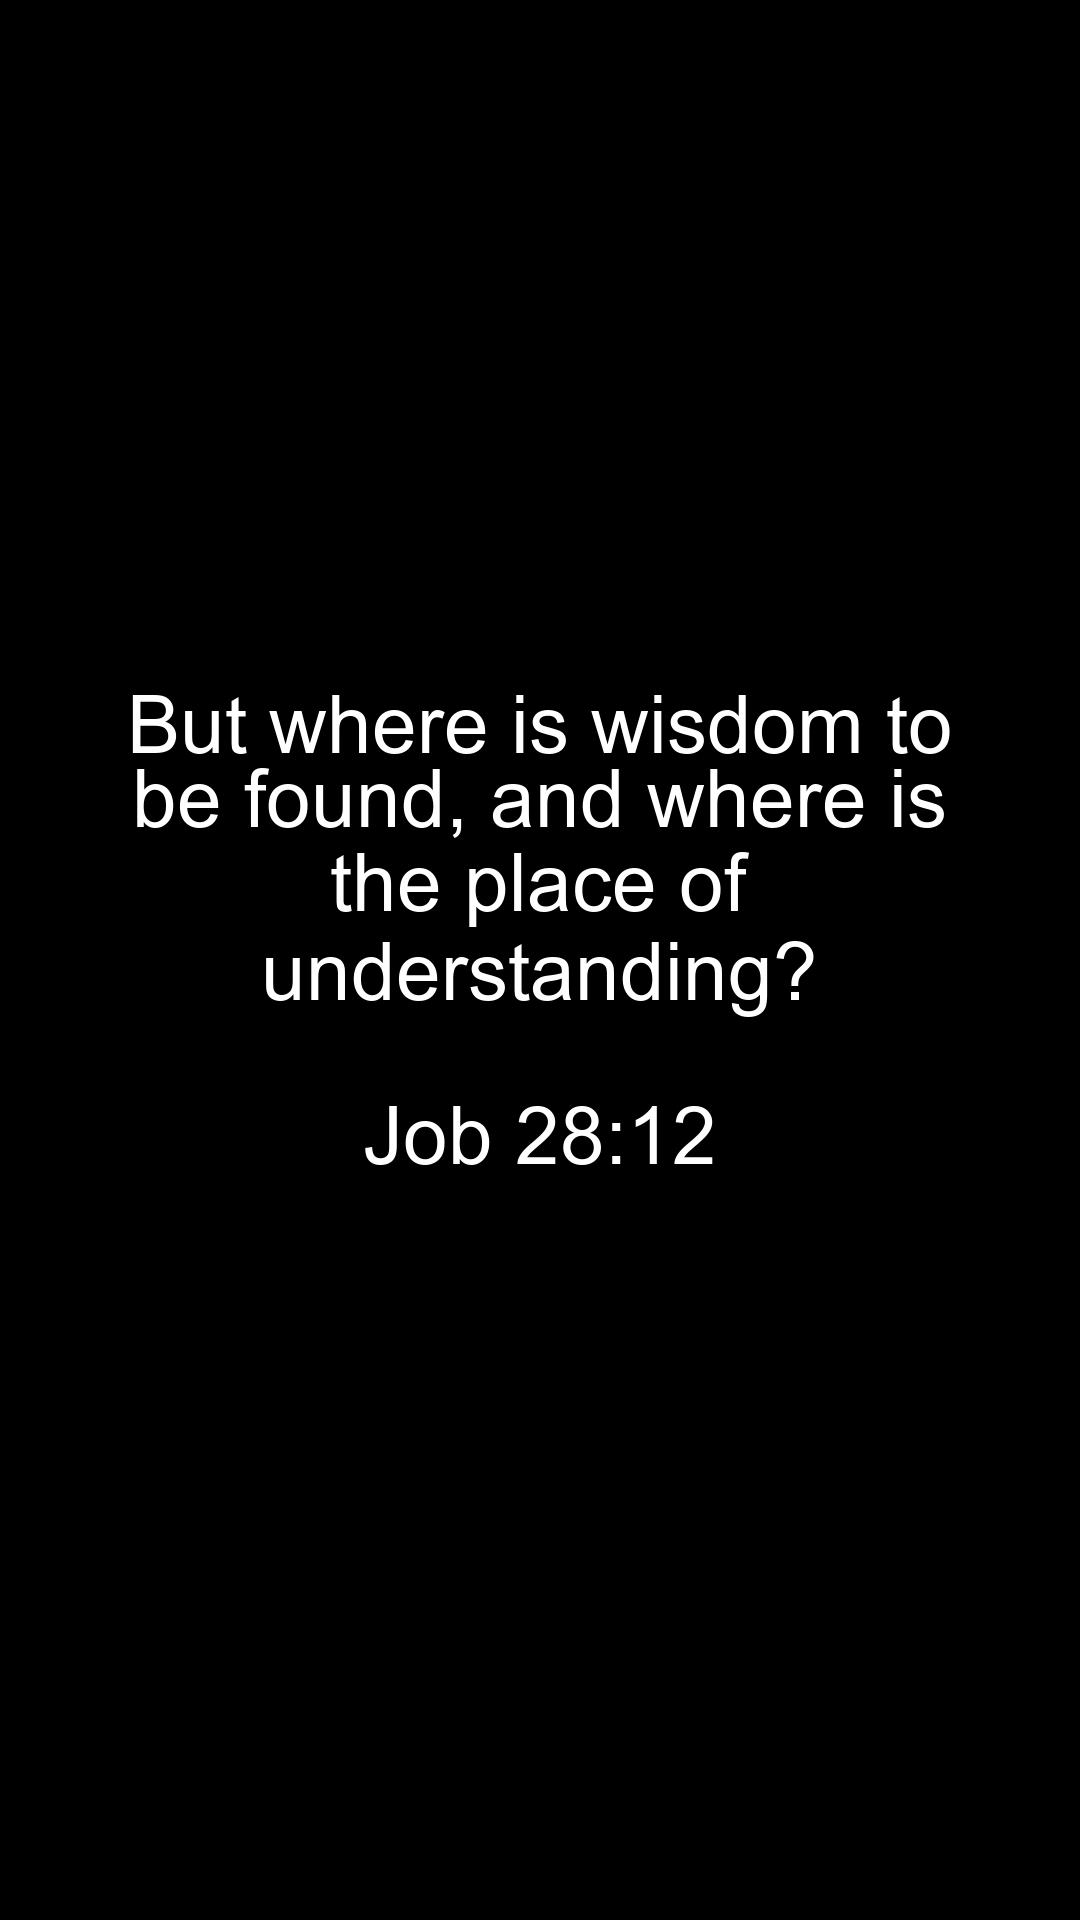 But where is wisdom to
be found, and where is
the place of
understanding?
Job 28:12